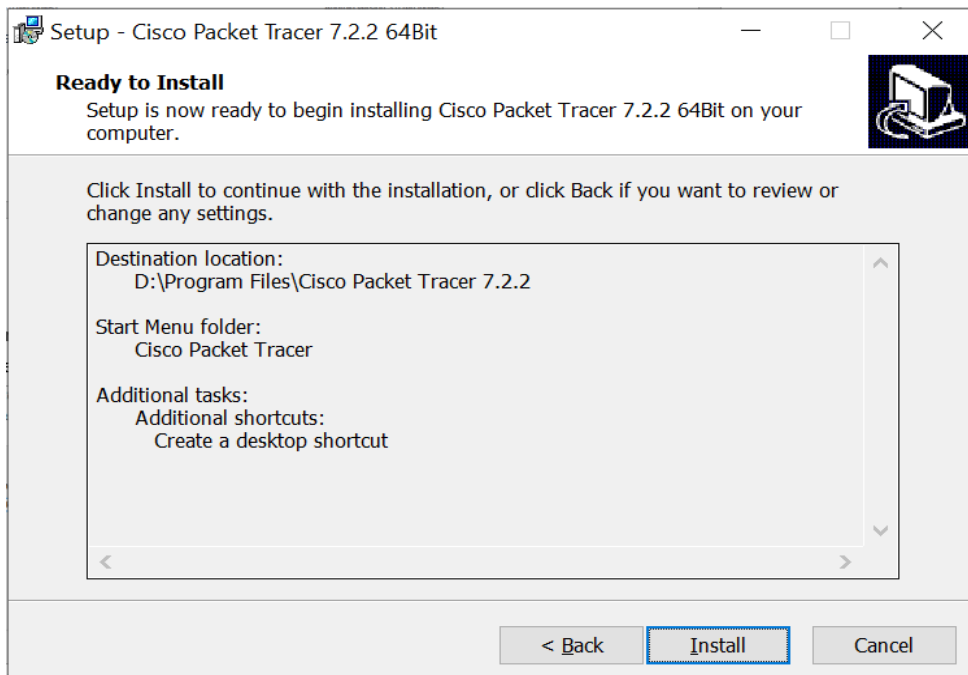 Setup - Cisco Packet Tracer 7.2.2 64Bit
Ready to Install
Setup is now ready to begin installing Cisco Packet Tracer 7.2.2 64Bit on your
computer.
Click Install to continue with the installation, or click Back if you want to review or
change any settings.
Destination location:
D:\Program Files\Cisco Packet Tracer 7.2.2
Start Menu folder:
Cisco Packet Tracer
Additional tasks:
Additional shortcuts:
Create a desktop shortcut
< Back
Install
Cancel